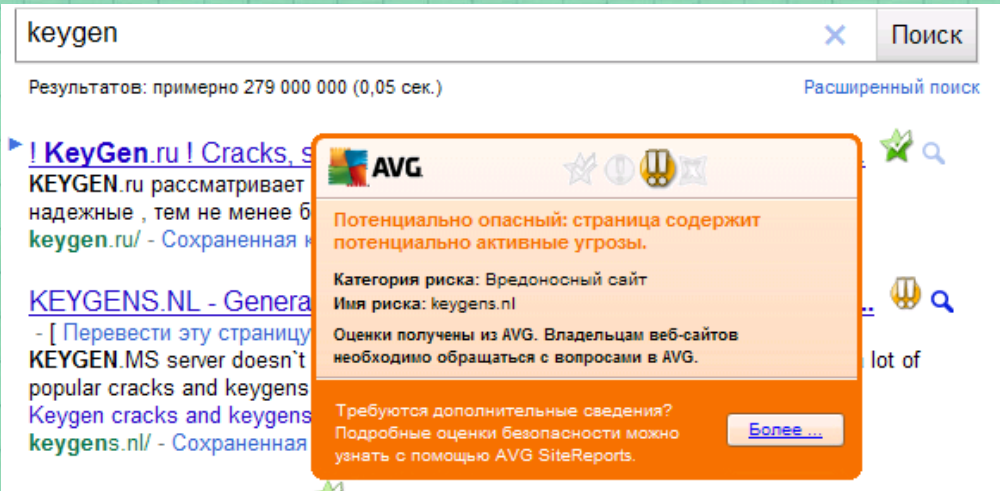 keygen
Поиск
Результатов: примерно 279 000 000 (0,05 сек.)
Расширенный поиск
! KeyGen.ru ! Cracks, s
KEYGEN.ru рассматривает
надежные , тем не менее б
keygen.ru/ - Сохраненная к
AVG
Потенциально опасный: страница содержит
потенциально активные угрозы.
Категория риска: Вредоносный сайт
Имя риска: keygens.nl
Оценки получены из AVG. Владельцам веб-сайтов
необходимо обращаться с вопросами в AVG.
Требуются дополнительные сведения?
Подробные оценки безопасности можно
узнать с помощью AVG SiteReports.
Более ...
KEYGENS.NL - Genera ...
- [ Перевести эту страницу
KEYGEN.MS server doesn`t lot of
popular cracks and keygens
Keygen cracks and keygens
keygens.nl/ - Сохраненная